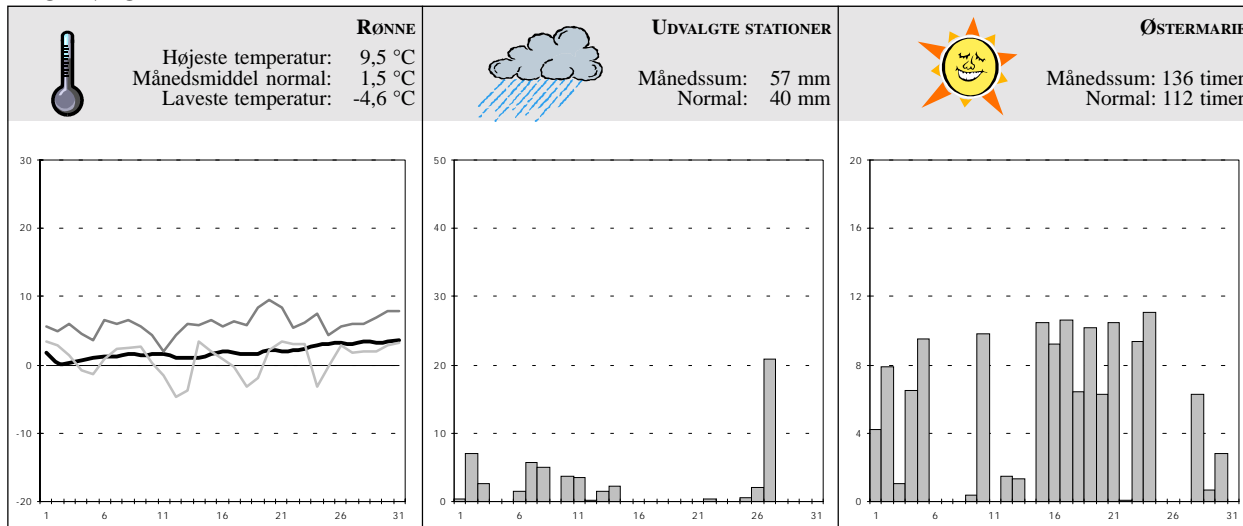 RØNNE
Højeste temperatur: 9,5 °C
Månedsmiddel normal: 1,5 °C
Laveste temperatur: -4,6 °C
30
20
10
0
-10
-20
1 6 11 16 21 26 31
UDVALGTE STATIONER
Månedssum: 57 mm
Normal: 40 mm
50
40
30
20
10
0
1 6 11 16 21 26 31
ØSTERMARIE
Månedssum: 136 timer
Normal: 112 timer
20
16
12
8
4
0
1 6 11 16 21 26 31